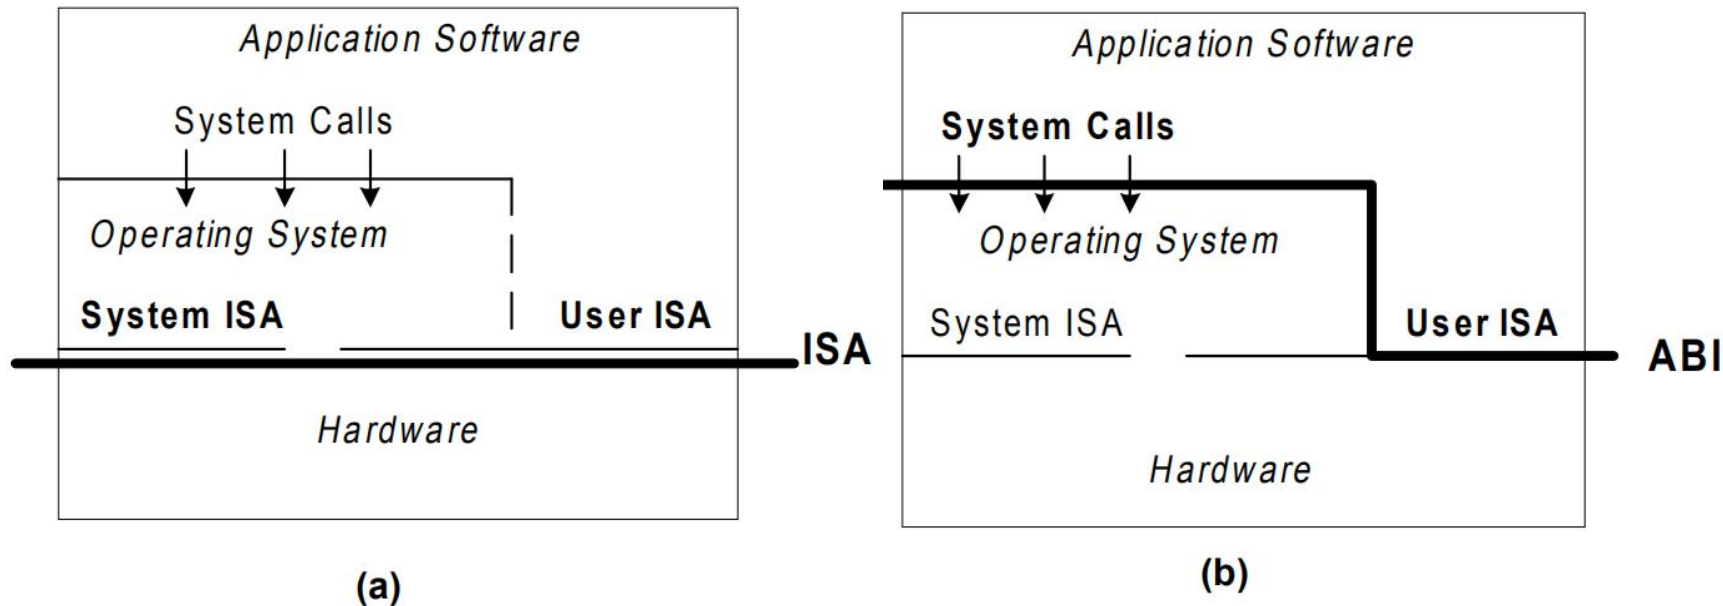 Application Software
System Calls
Operating System
System ISA
User ISA
ISA
Hardware
(a)
Application Software
System Calls
Operating System
System ISA
User ISA
ABI
Hardware
(b)